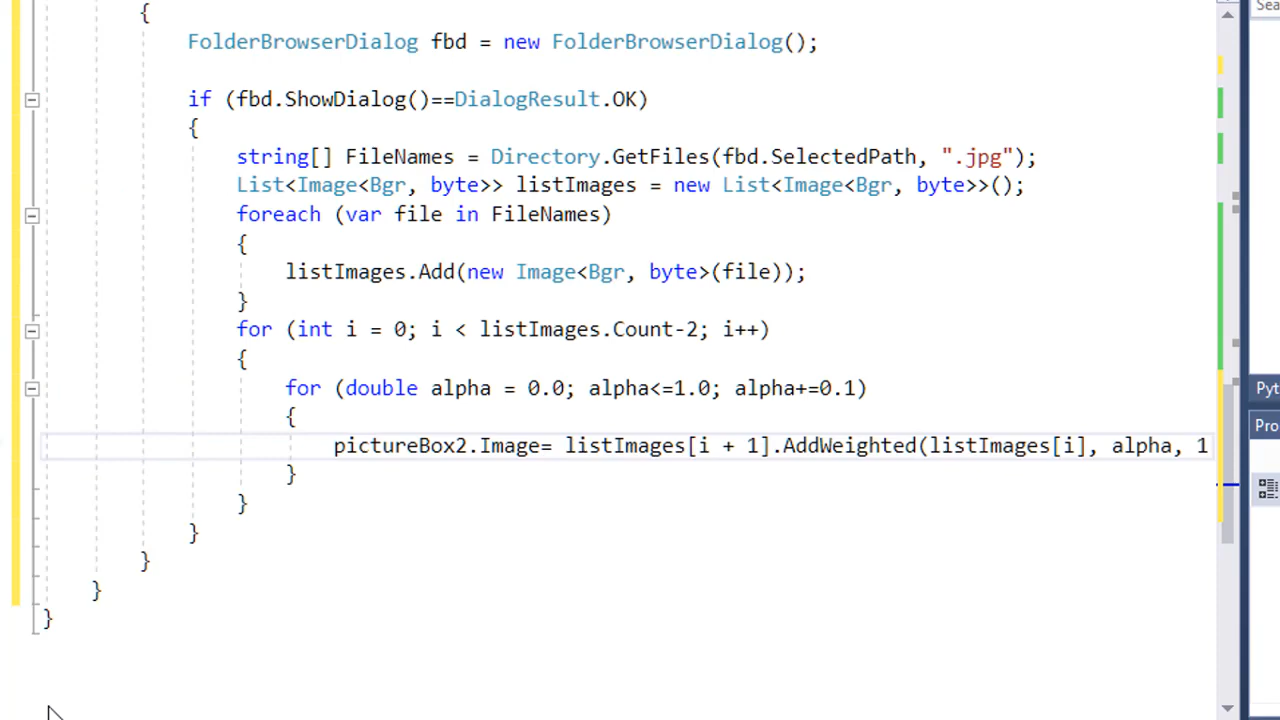 Sea
{
FolderBrowserDialog fbd = new FolderBrowserDialog();
if (fbd.ShowDialog()==DialogResult.OK)
{
string[] FileNames = Directory.GetFiles(fbd.SelectedPath, ".jpg");
List<Image<Bgr, byte>> listImages = new List<Image<Bgr, byte>>();
foreach (var file in FileNames)
{
listImages.Add(new Image<Bgr, byte>(file));
}
for (int i = 0; i < listImages.Count-2; i++)
{
for (double alpha = 0.0; alpha<=1.0; alpha+=0.1)
{
pictureBox2.Image= listImages[i + 1].AddWeighted(listImages[i], alpha, 1
}
}
}
}
}
}
Pyt
Pro